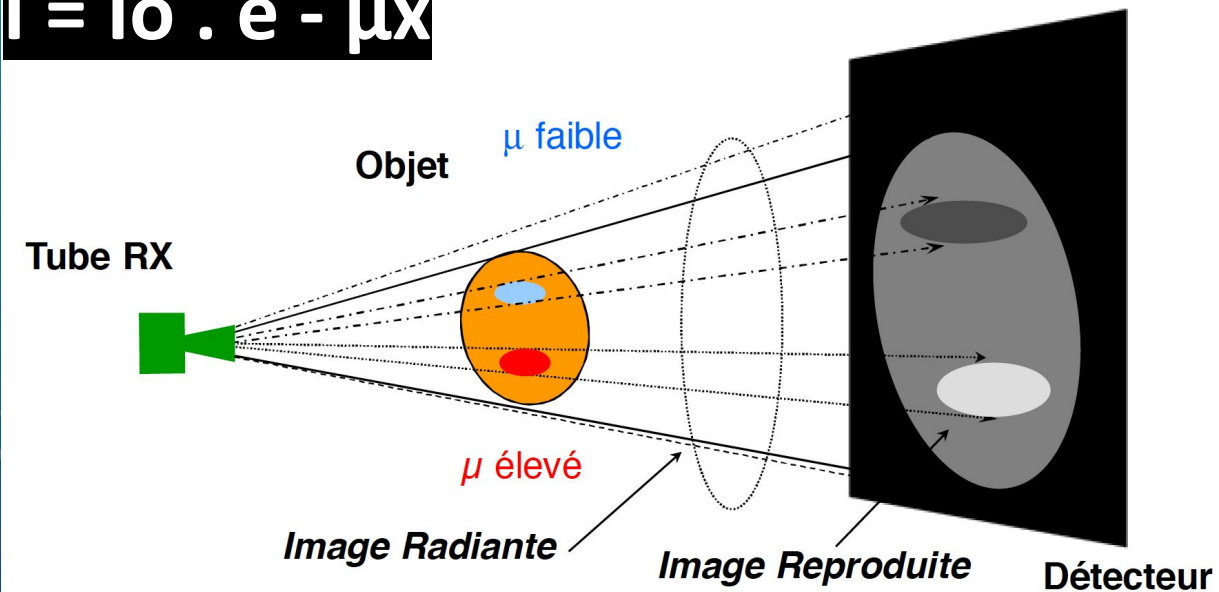 I = Io . e - μx
μ faible
Objet
Tube RX
μ élevé
Image Radiante
Image Reproduite
Détecteur